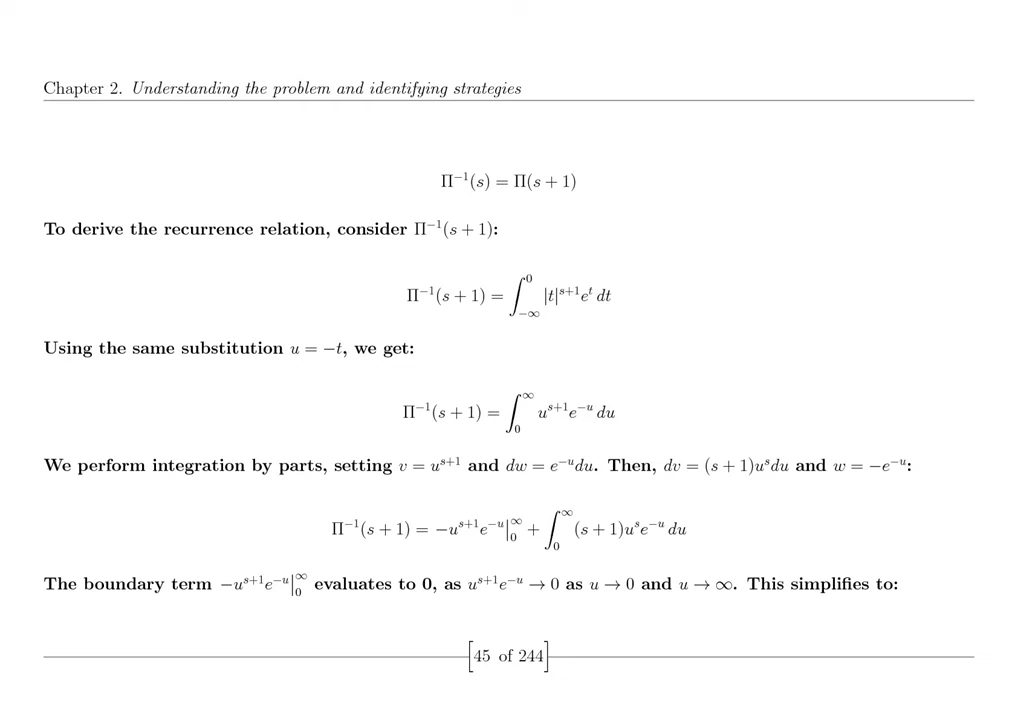 Chapter 2. Understanding the problem and identifying strategies
Π⁻¹(s) = Π(s + 1)
To derive the recurrence relation, consider Π⁻¹(s + 1):
Π⁻¹(s + 1) = ∫_{−∞}^{0} |t|^{s+1} e^{t} dt
Using the same substitution u = −t, we get:
Π⁻¹(s + 1) = ∫_{0}^{∞} u^{s+1} e^{−u} du
We perform integration by parts, setting v = u^{s+1} and dw = e^{−u}du. Then, dv = (s + 1)u^{s}du and w = −e^{−u}:
Π⁻¹(s + 1) = −u^{s+1}e^{−u}|_{0}^{∞} + ∫_{0}^{∞} (s + 1)u^{s}e^{−u} du
The boundary term −u^{s+1}e^{−u}|_{0}^{∞} evaluates to 0, as u^{s+1}e^{−u} → 0 as u → 0 and u → ∞. This simplifies to:
[45 of 244]